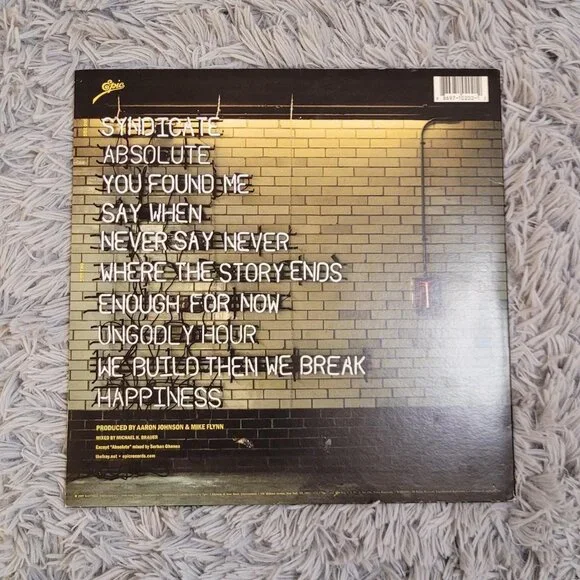 Epic
SYNDICATE
ABSOLUTE
YOU FOUND ME
SAY WHEN
NEVER SAY NEVER
WHERE THE STORY ENDS
ENOUGH FOR NOW
UNGODLY HOUR
WE BUILD THEN WE BREAK
HAPPINESS
PRODUCED BY AARON JOHNSON & MIKE FLYNN
MIXED BY MICHAEL H. BRAUER
Except "Absolute" mixed by Serban Ghenea
thefray.net • epicrecords.com